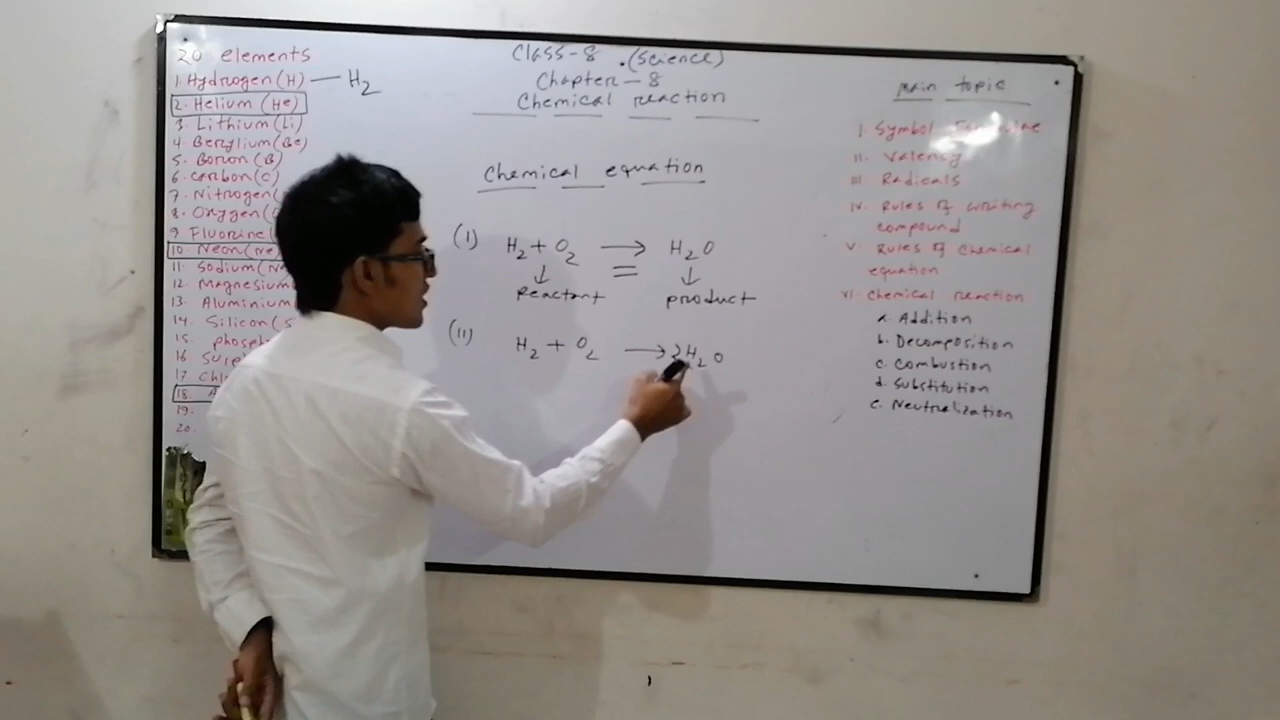 20 elements
1. Hydrogen (H) — H2
2. Helium (He)
3. Lithium (Li)
4. Berylium (Be)
5. Boron (B)
6. Carbon (C)
7. Nitrogen (
8. Oxygen (
9 Fluorine (
10 Neon (Ne)
11. Sodium (N
12 Magnesium
13. Aluminium
14. Silicon (S
15. phosph
16 Sulp
17. Chl
18. A
19.
20.
Class-8 (Science)
Chapter-8
Chemical reaction
Chemical equation
(I) H2 + O2 → H2O
↓ ↓
Reactant product
(II) H2 + O2 → 2H2O
main topic
I. Symbol
II. Valency
III. Radicals
IV. Rules of writing
compound
V. Rules of chemical
equation
VI. Chemical reaction
a. Addition
b. Decomposition
c. Combustion
d. Substitution
e. Neutralization